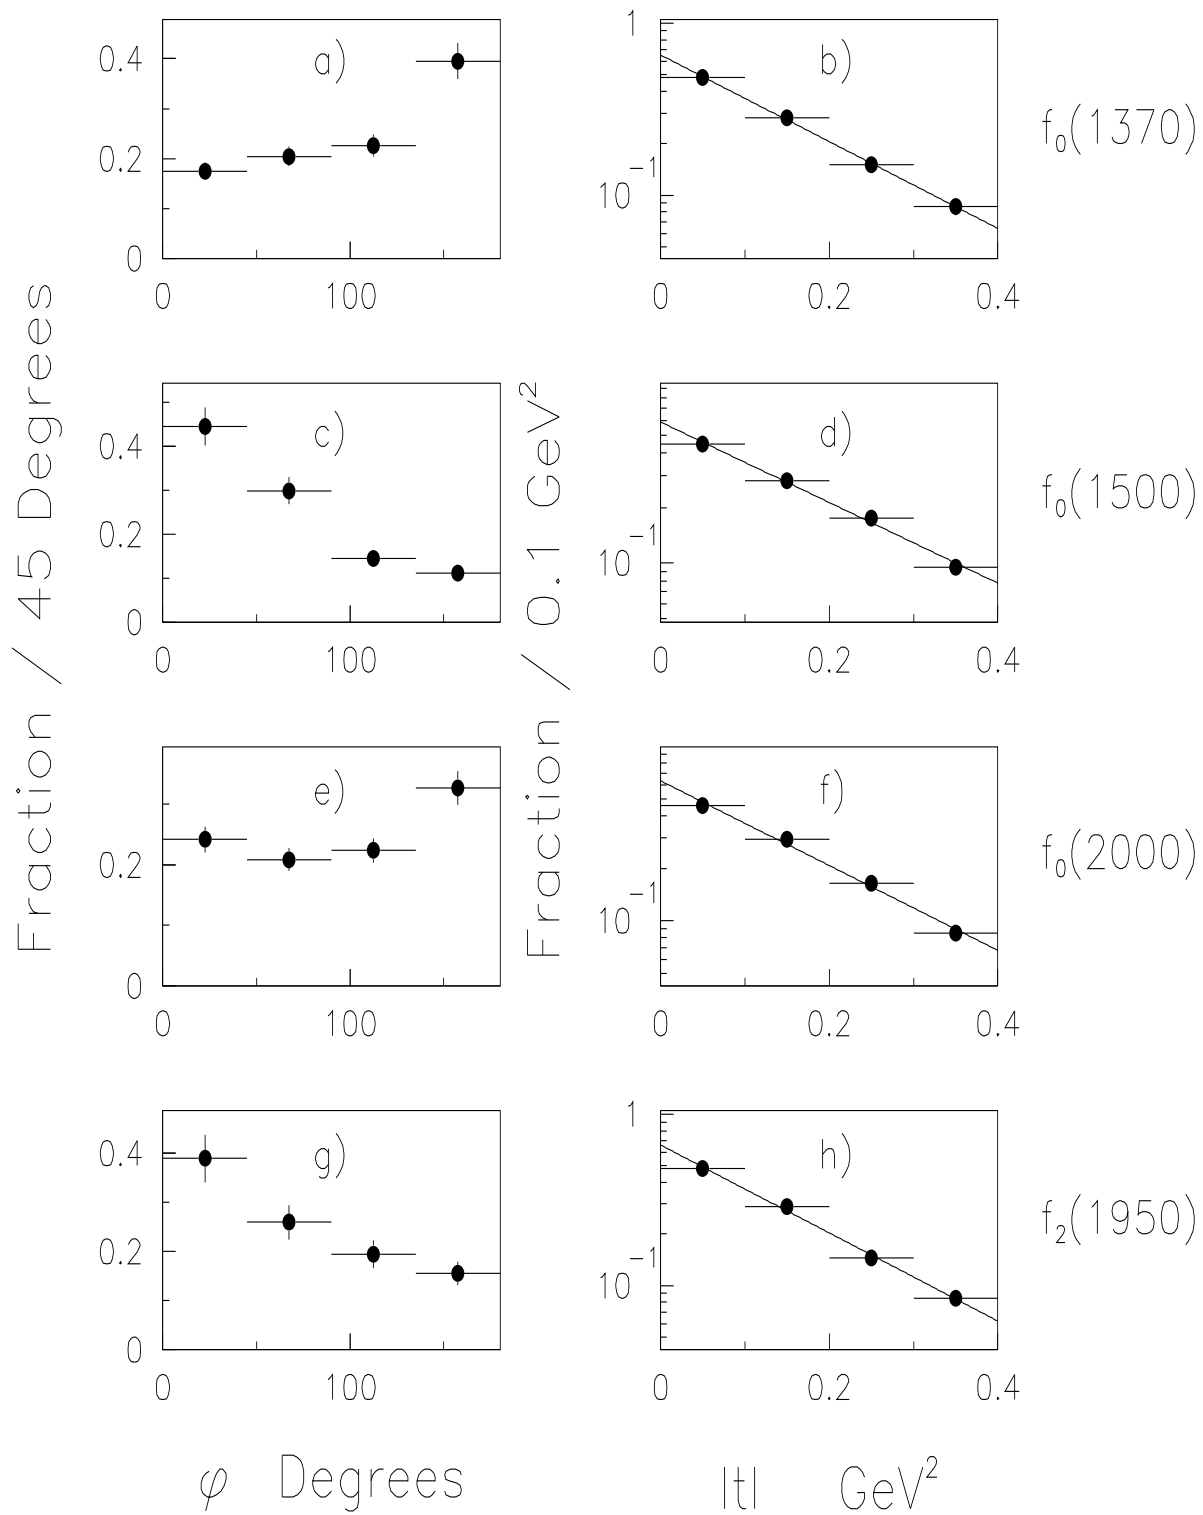 Fraction / 45 Degrees
Fraction / 0.1 GeV²
0.4
0.2
0
0
100
a)
1
10⁻¹
0
0.2
0.4
b)
f₀(1370)
0.4
0.2
0
0
100
c)
10⁻¹
0
0.2
0.4
d)
f₀(1500)
0.2
0
0
100
e)
10⁻¹
0
0.2
0.4
f)
f₀(2000)
0.4
0.2
0
0
100
g)
1
10⁻¹
0
0.2
0.4
h)
f₂(1950)
φ Degrees
|t| GeV²